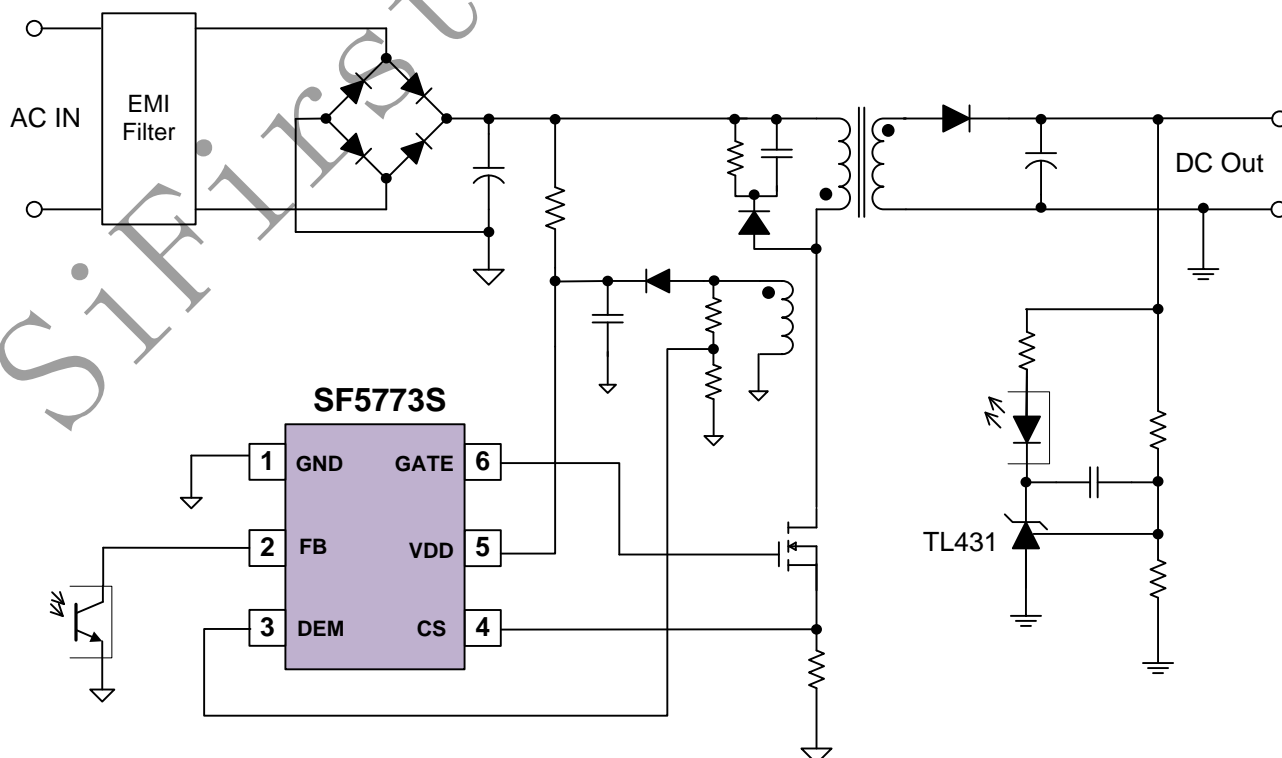 SiFirst
AC IN
EMI
Filter
DC Out
SF5773S
1 GND
GATE 6
2 FB
VDD 5
3 DEM
CS 4
TL431